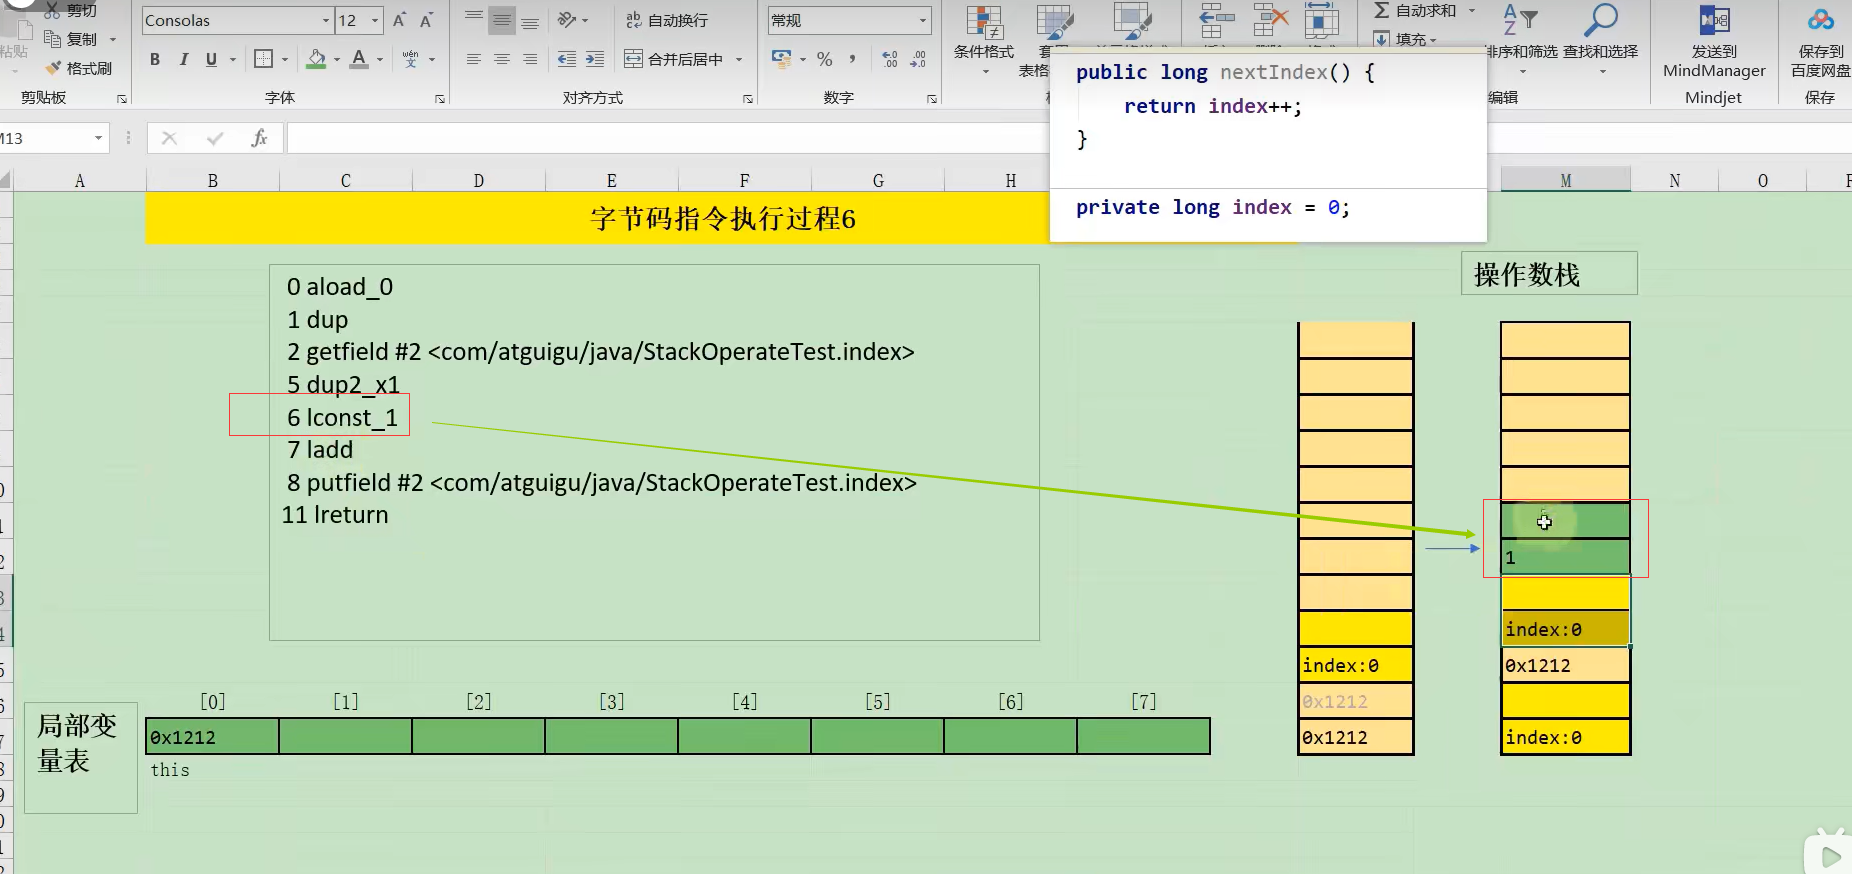 剪切
Consolas
12
A A
ab 自动换行
常规
自动求和
粘贴
复制
格式刷
B I U
A
wén
文
合并后居中
%
条件格式
填充
排序和筛选 查找和选择
发送到
MindManager
保存到
百度网盘
剪贴板
字体
对齐方式
数字
编辑
Mindjet
保存
M13
fx
public long nextIndex() {
return index++;
}
private long index = 0;
A B C D E F G H M N O
字节码指令执行过程6
操作数栈
0 aload_0
1 dup
2 getfield #2 <com/atguigu/java/StackOperateTest.index>
5 dup2_x1
6 lconst_1
7 ladd
8 putfield #2 <com/atguigu/java/StackOperateTest.index>
11 lreturn
1
index:0
index:0
0x1212
0x1212
0x1212
index:0
[0] [1] [2] [3] [4] [5] [6] [7]
局部变
量表
0x1212
this